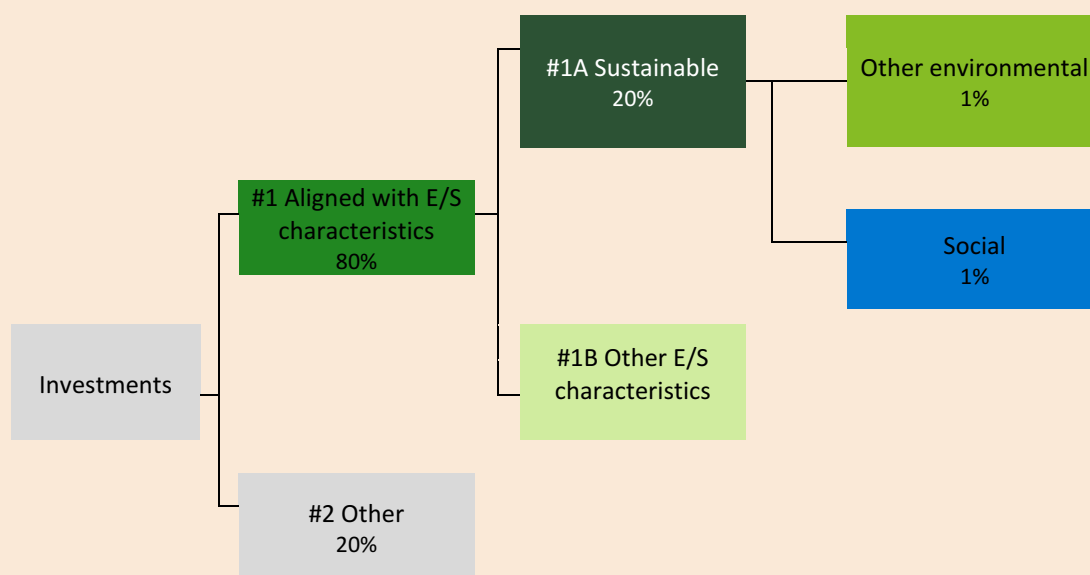 #1A Sustainable
20%
Other environmental
1%
#1 Aligned with E/S
characteristics
80%
Social
1%
Investments
#1B Other E/S
characteristics
#2 Other
20%